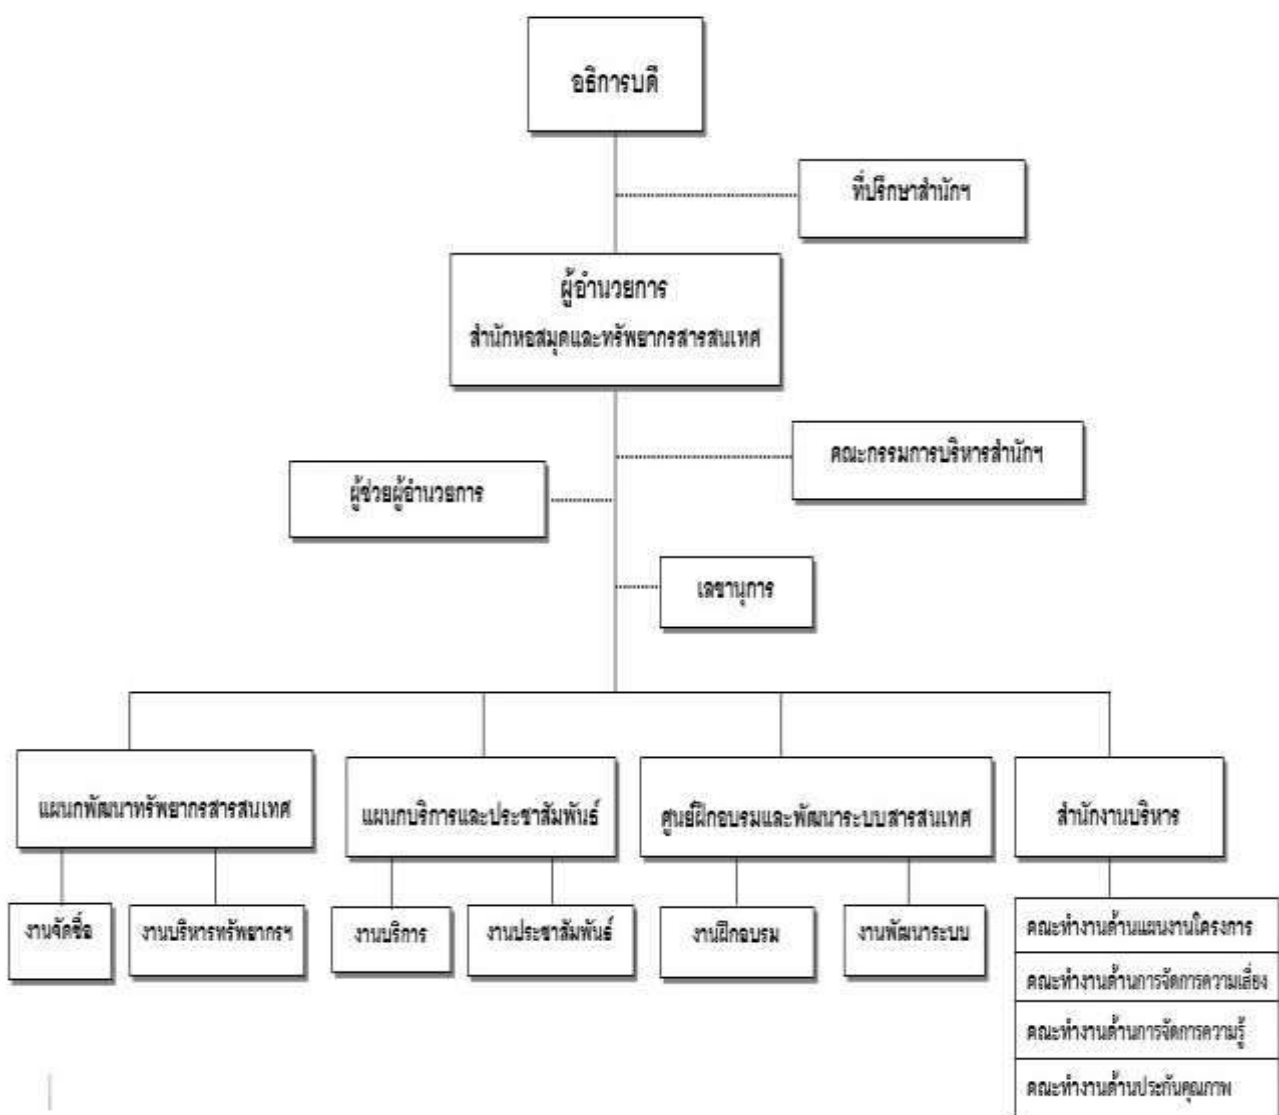 อธิการบดี
ที่ปรึกษาสำนักฯ
ผู้อำนวยการ
สำนักหอสมุดและทรัพยากรสารสนเทศ
คณะกรรมการบริหารสำนักฯ
ผู้ช่วยผู้อำนวยการ
เลขานุการ
แผนกพัฒนาทรัพยากรสารสนเทศ
แผนกบริการและประชาสัมพันธ์
ศูนย์ฝึกอบรมและพัฒนาระบบสารสนเทศ
สำนักงานบริหาร
งานจัดซื้อ
งานบริหารทรัพยากรฯ
งานบริการ
งานประชาสัมพันธ์
งานฝึกอบรม
งานพัฒนาระบบ
คณะทำงานด้านแผนงานโครงการ
คณะทำงานด้านการจัดการความเสี่ยง
คณะทำงานด้านการจัดการความรู้
คณะทำงานด้านประกันคุณภาพ